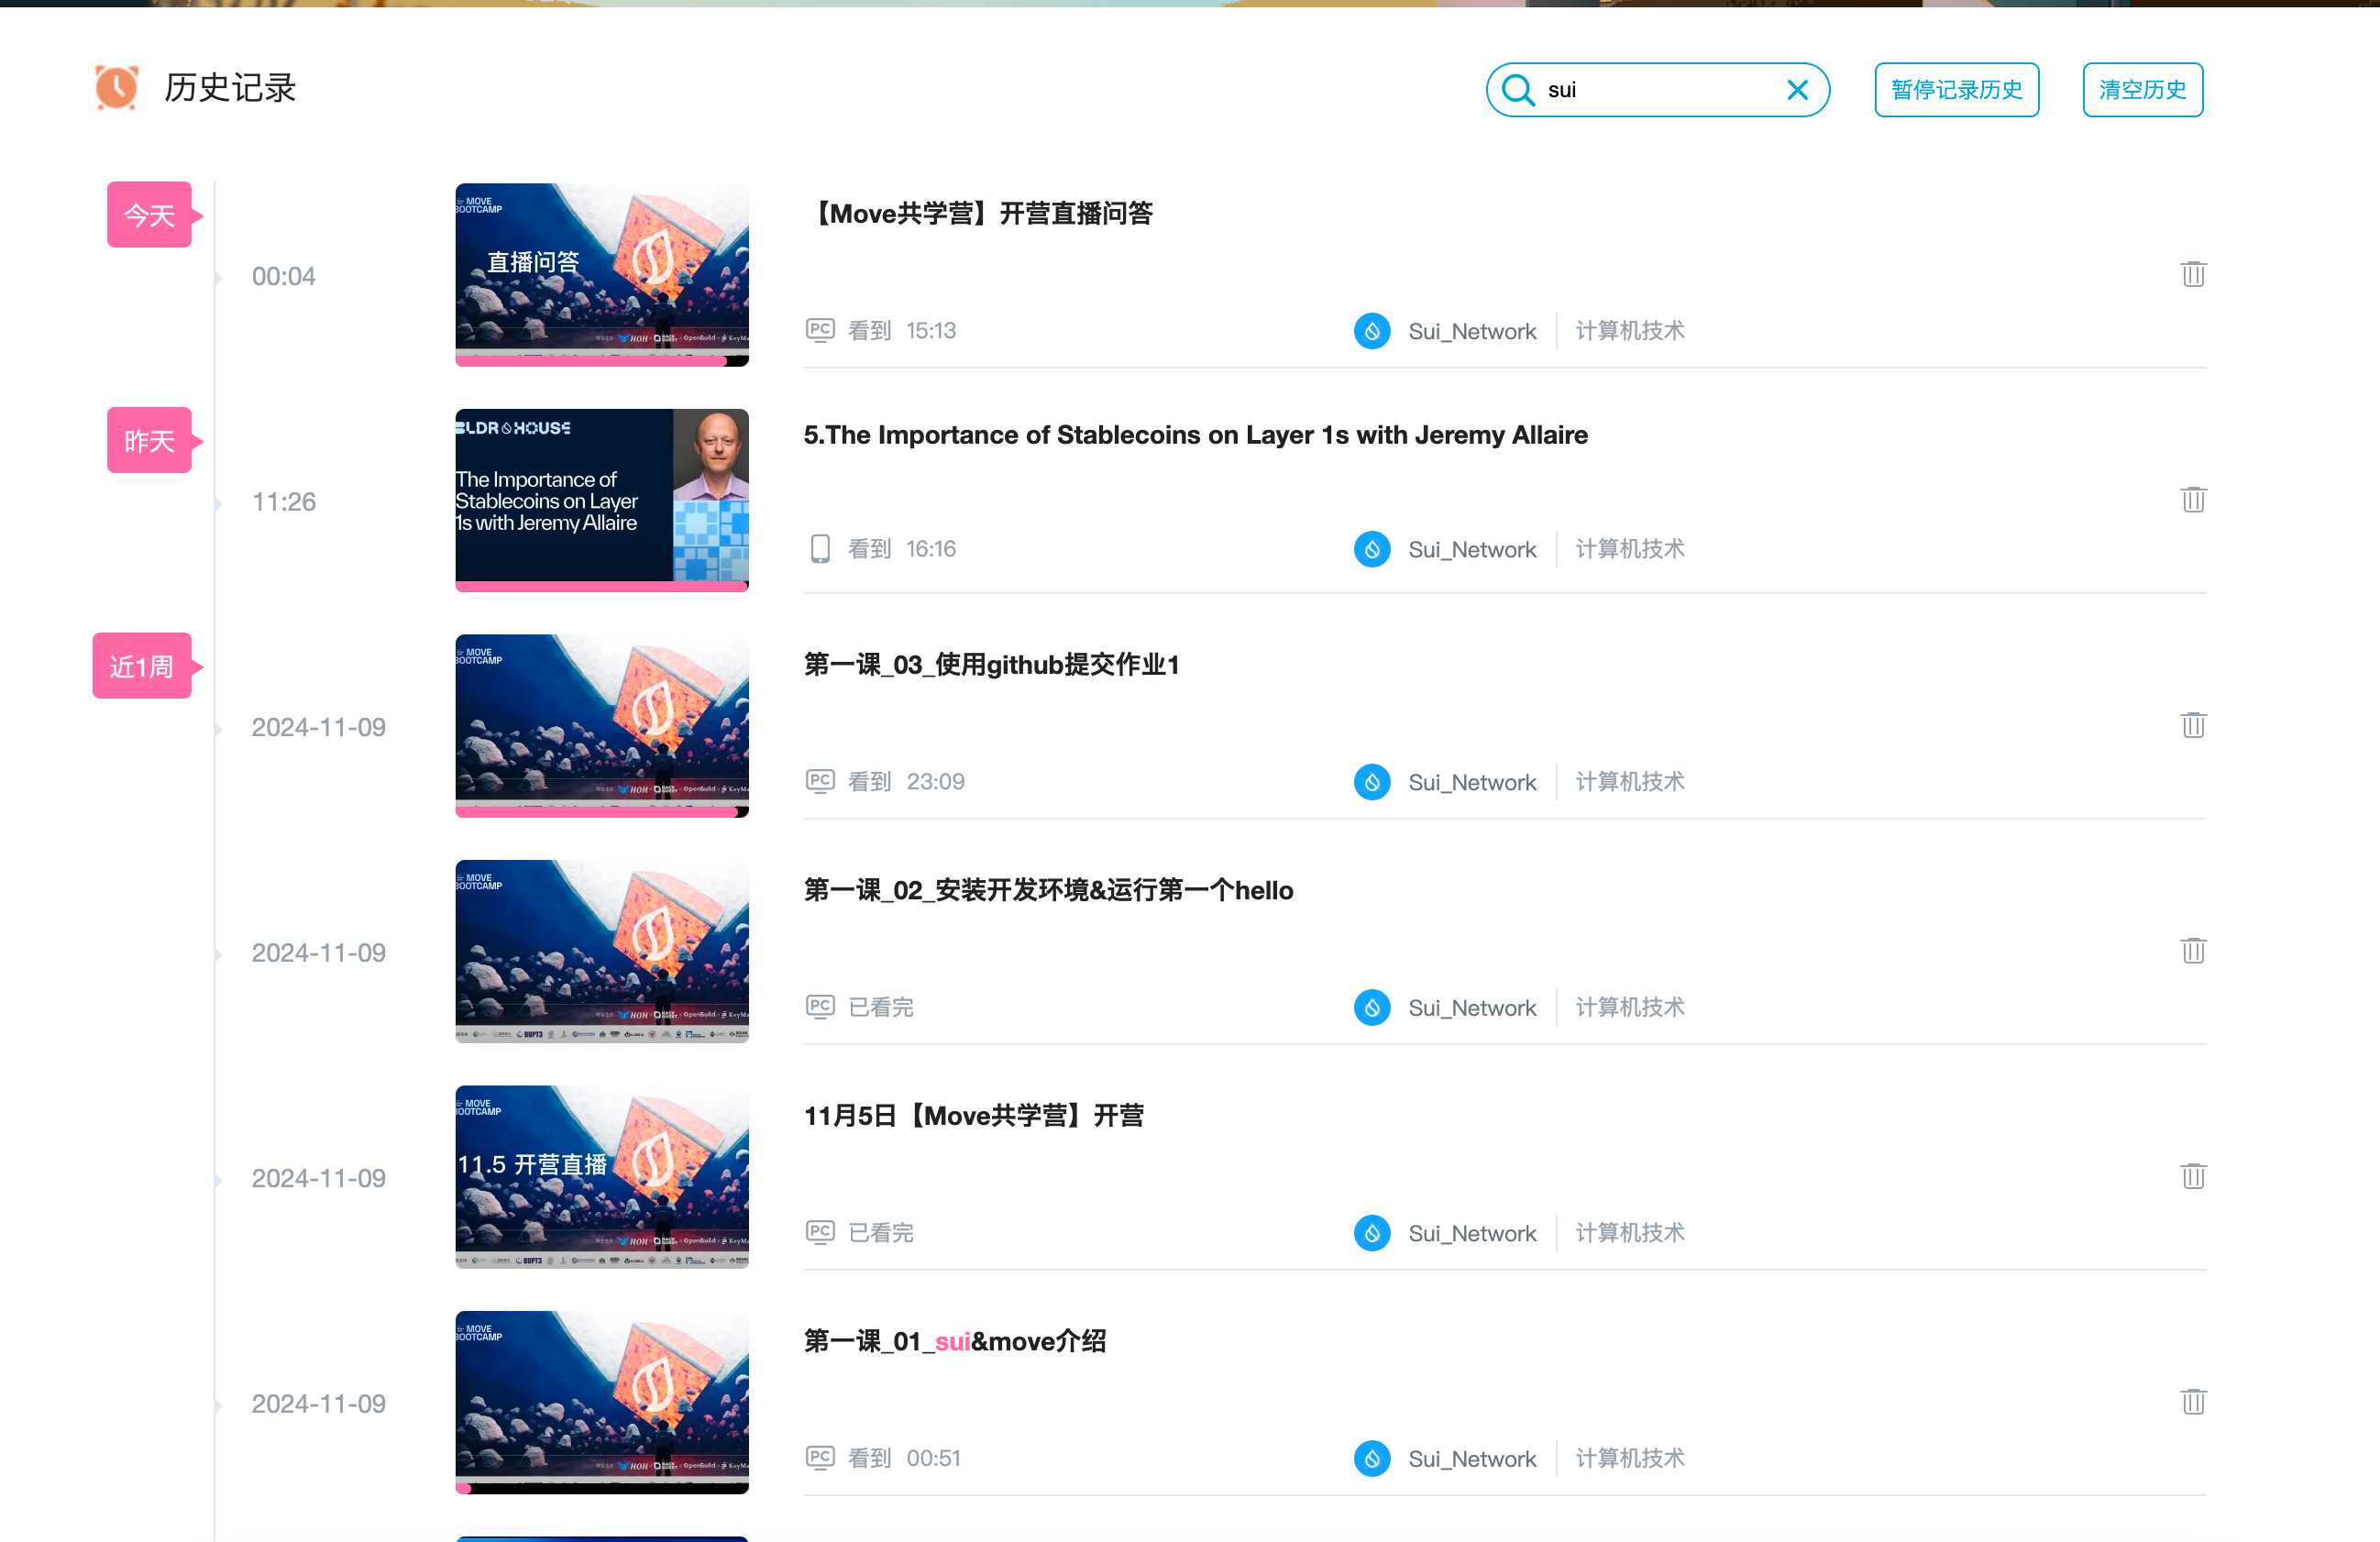 历史记录
sui
暂停记录历史
清空历史
今天
00:04
MOVE
BOOTCAMP
直播问答
HOH
OpenBuild
【Move共学营】开营直播问答
PC 看到 15:13
Sui_Network
计算机技术
昨天
11:26
BLDR HOUSE
The Importance of
Stablecoins on Layer
1s with Jeremy Allaire
5.The Importance of Stablecoins on Layer 1s with Jeremy Allaire
看到 16:16
Sui_Network
计算机技术
近1周
2024-11-09
MOVE
BOOTCAMP
HOH
OpenBuild
第一课_03_使用github提交作业1
PC 看到 23:09
Sui_Network
计算机技术
2024-11-09
MOVE
BOOTCAMP
HOH
OpenBuild
BUPT3
第一课_02_安装开发环境&运行第一个hello
PC 已看完
Sui_Network
计算机技术
2024-11-09
MOVE
BOOTCAMP
11.5 开营直播
HOH
OpenBuild
BUPT3
11月5日【Move共学营】开营
PC 已看完
Sui_Network
计算机技术
2024-11-09
MOVE
BOOTCAMP
HOH
OpenBuild
第一课_01_sui&move介绍
PC 看到 00:51
Sui_Network
计算机技术